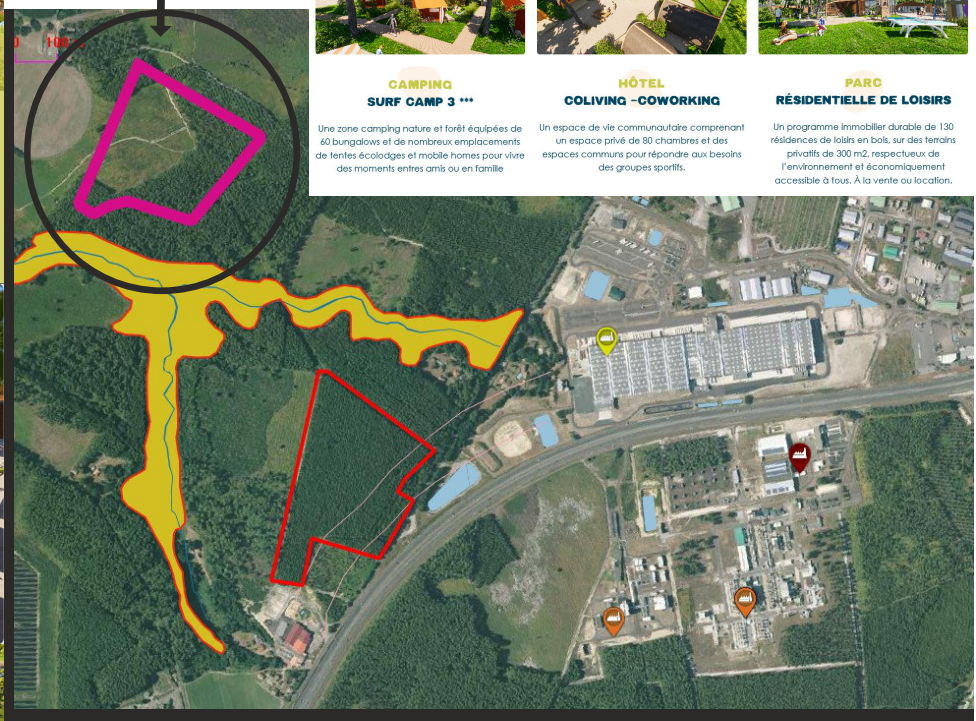 CAMPING
SURF CAMP 3 ***
Une zone camping nature et forêt équipées de
60 bungalows et de nombreux emplacements
de tentes écolodges et mobile homes pour vivre
des moments entres amis ou en famille
HÔTEL
COLIVING -COWORKING
Un espace de vie communautaire comprenant
un espace privé de 80 chambres et des
espaces communs pour répondre aux besoins
des groupes sportifs.
PARC
RÉSIDENTIELLE DE LOISIRS
Un programme immobilier durable de 130
résidences de loisirs en bois, sur des terrains
privatifs de 300 m2, respectueux de
l'environnement et économiquement
accessible à tous. À la vente ou location.